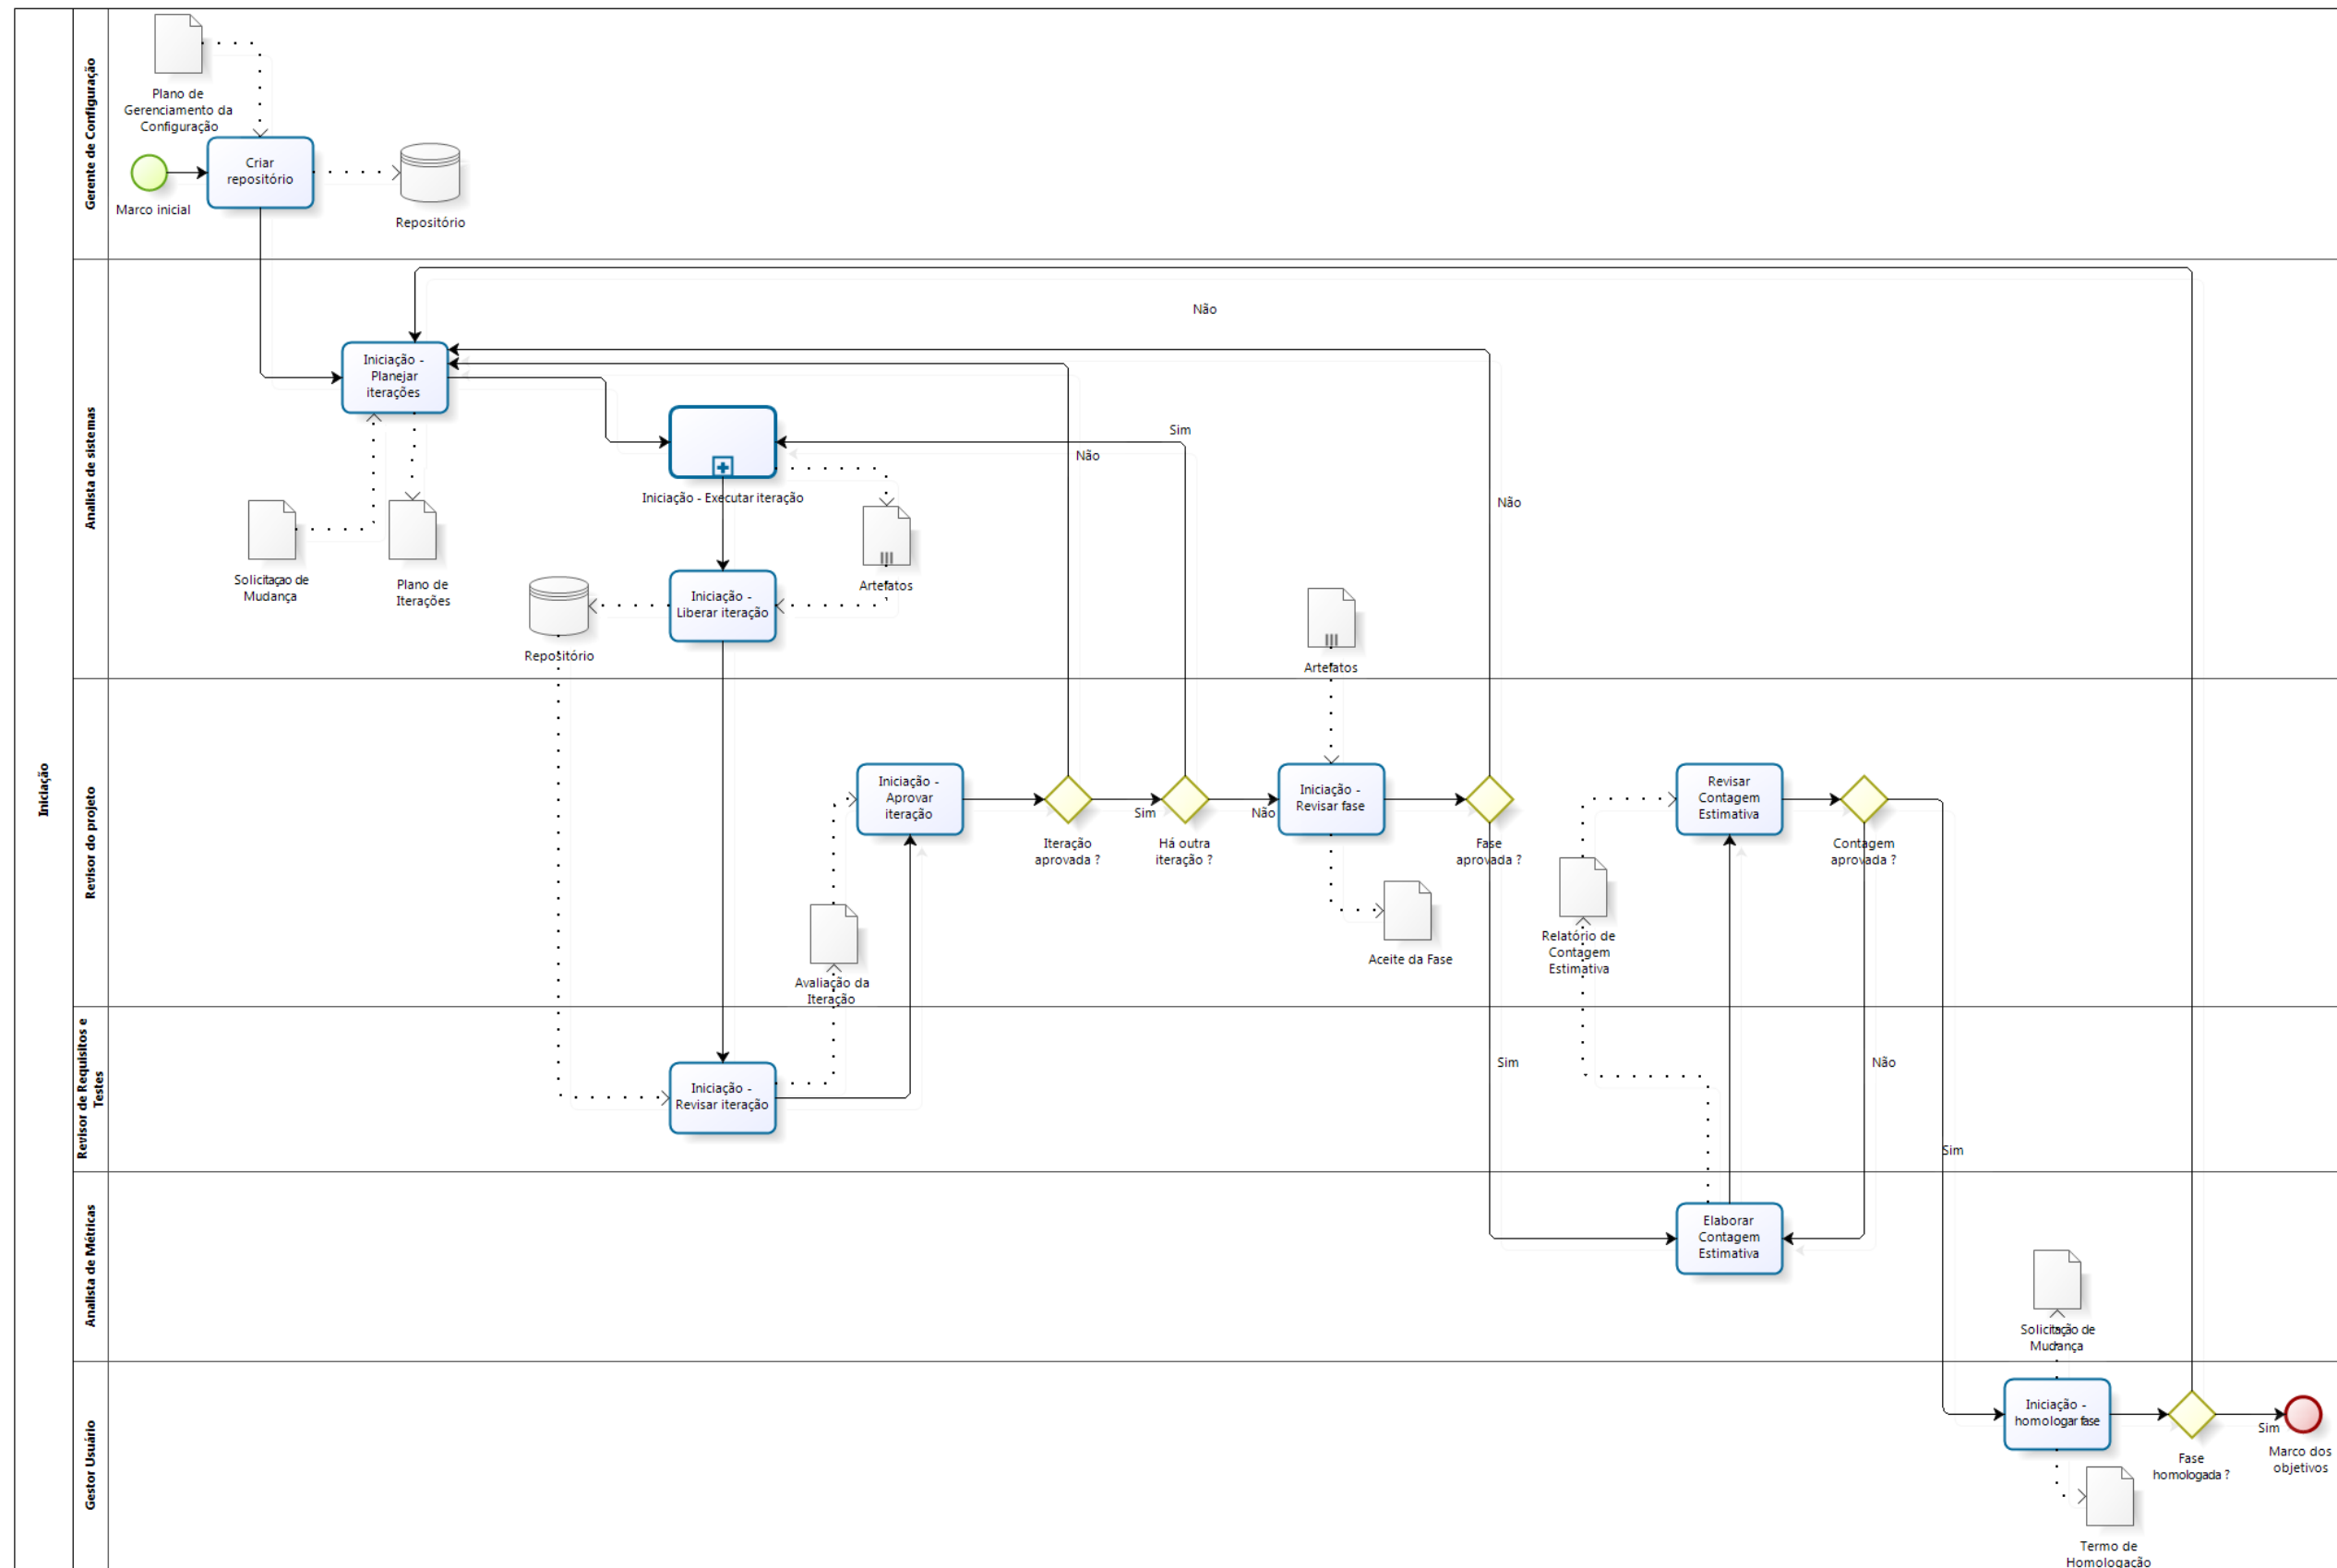 Iniciação
Gerente de Configuração
Plano de
Gerenciamento da
Configuração
Marco inicial
Criar
repositório
Repositório
Analista de sistemas
Não
Iniciação -
Planejar
iterações
Sim
Não
Iniciação - Executar iteração
Não
Solicitaçao de
Mudança
Plano de
Iterações
Artefatos
Iniciação -
Liberar iteração
Repositório
Artefatos
Revisor do projeto
Iniciação -
Aprovar
iteração
Iteração
aprovada ?
Sim
Há outra
iteração ?
Não
Iniciação -
Revisar fase
Fase
aprovada ?
Revisar
Contagem
Estimativa
Contagem
aprovada ?
Relatório de
Contagem
Estimativa
Aceite da Fase
Avaliação da
Iteração
Revisor de Requisitos e
Testes
Iniciação -
Revisar iteração
Sim
Não
Sim
Analista de Métricas
Elaborar
Contagem
Estimativa
Solicitação de
Mudança
Gestor Usuário
Iniciação -
homologar fase
Fase
homologada ?
Sim
Marco dos
objetivos
Termo de
Homologação